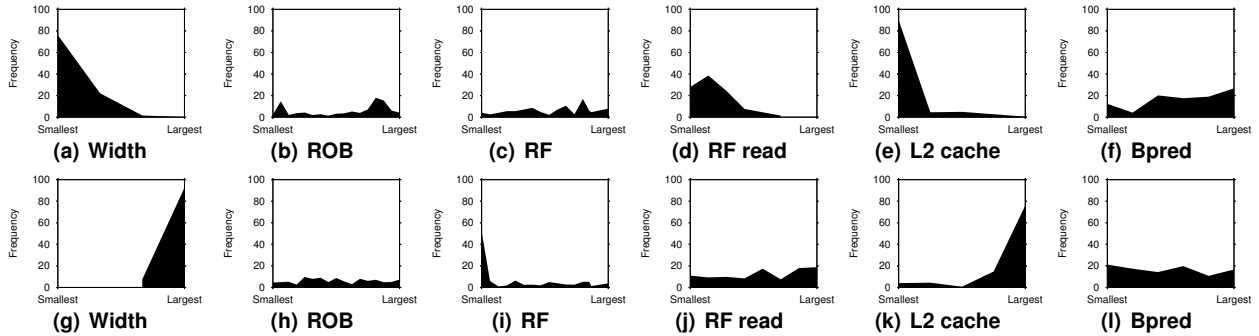 100 100 100 100 100 100
80 80 80 80 80 80
Frequency Frequency Frequency Frequency Frequency Frequency
60 60 60 60 60 60
40 40 40 40 40 40
20 20 20 20 20 20
0 0 0 0 0 0
Smallest Largest Smallest Largest Smallest Largest Smallest Largest Smallest Largest Smallest Largest
(a) Width (b) ROB (c) RF (d) RF read (e) L2 cache (f) Bpred
100 100 100 100 100 100
80 80 80 80 80 80
Frequency Frequency Frequency Frequency Frequency Frequency
60 60 60 60 60 60
40 40 40 40 40 40
20 20 20 20 20 20
0 0 0 0 0 0
Smallest Largest Smallest Largest Smallest Largest Smallest Largest Smallest Largest Smallest Largest
(g) Width (h) ROB (i) RF (j) RF read (k) L2 cache (l) Bpred